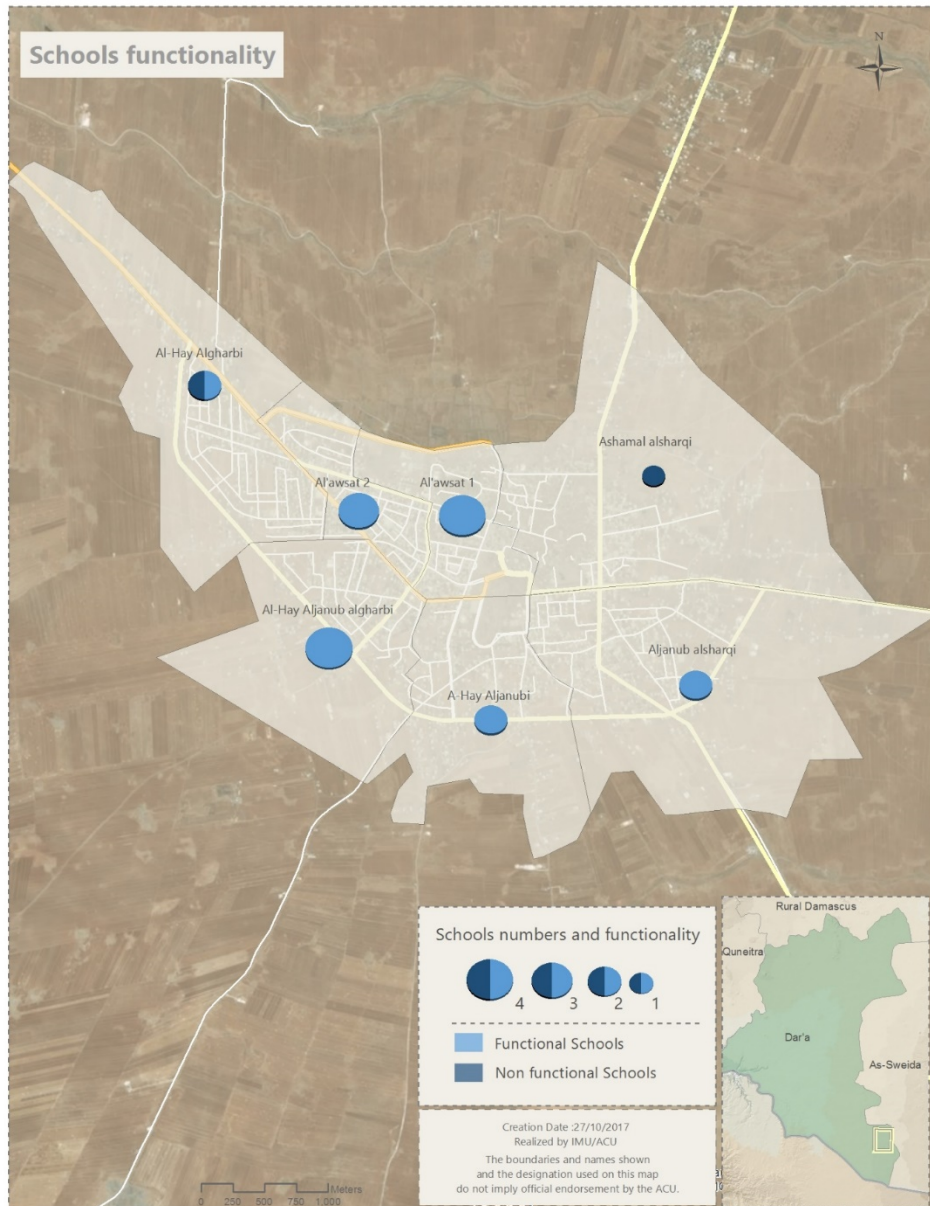 Schools functionality
N
Al-Hay Algharbi
Ashamal alsharqi
Al'awsat 2
Al'awsat 1
Al-Hay Aljanub algharbi
Aljanub alsharqi
A-Hay Aljanubi
Schools numbers and functionality
4 3 2 1
Functional Schools
Non functional Schools
Creation Date :27/10/2017
Realized by IMU/ACU
The boundaries and names shown
and the designation used on this map
do not imply official endorsement by the ACU.
Rural Damascus
Quneitra
Dar'a
As-Sweida
Meters
0 250 500 750 1,000